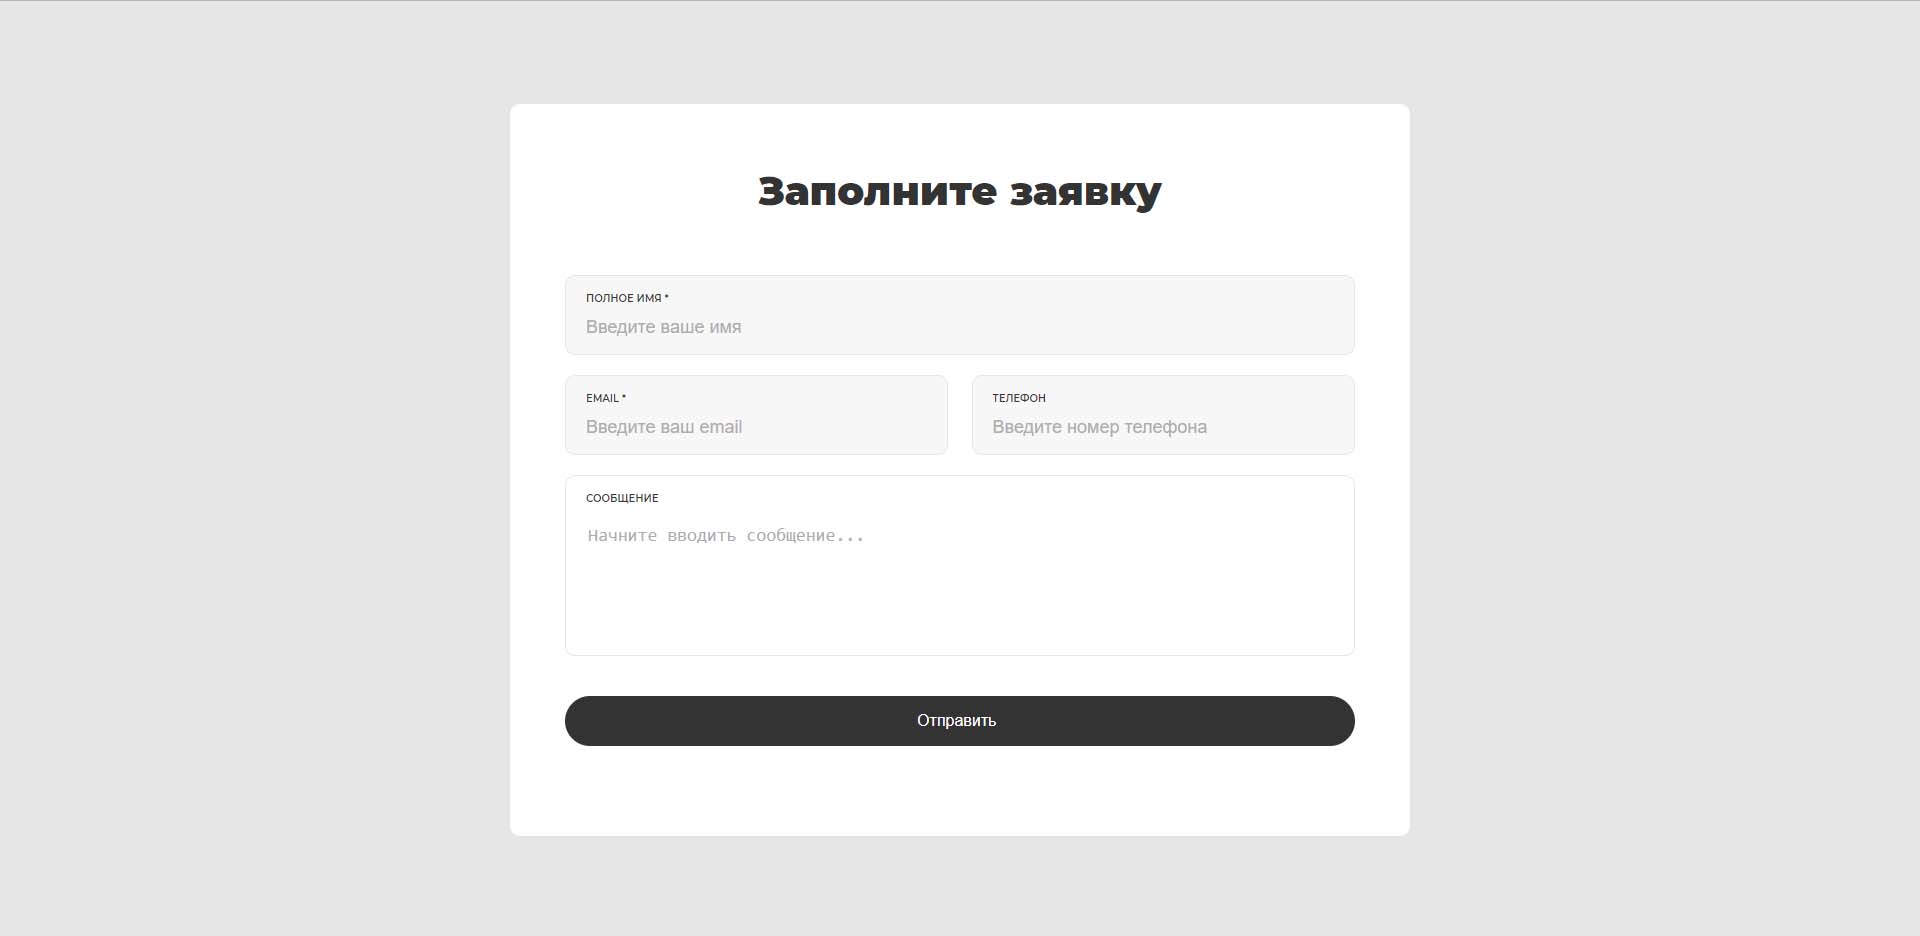 Заполните заявку
ПОЛНОЕ ИМЯ *
Введите ваше имя
EMAIL *
Введите ваш email
ТЕЛЕФОН
Введите номер телефона
СООБЩЕНИЕ
Начните вводить сообщение...
Отправить